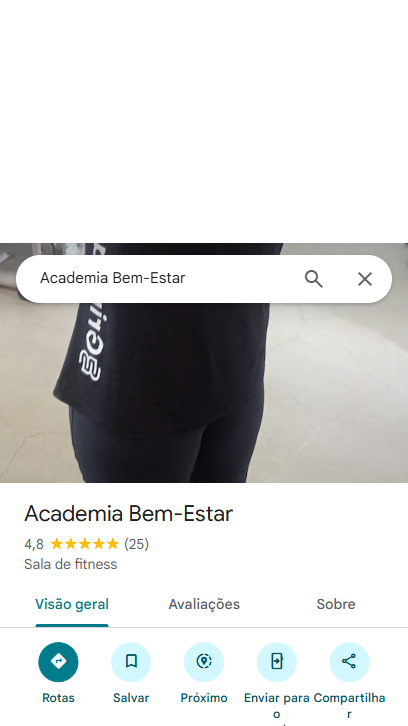 Academia Bem-Estar
Academia Bem-Estar
4,8 ★★★★★ (25)
Sala de fitness
Visão geral Avaliações Sobre
Rotas Salvar Próximo Enviar para o Compartilhar